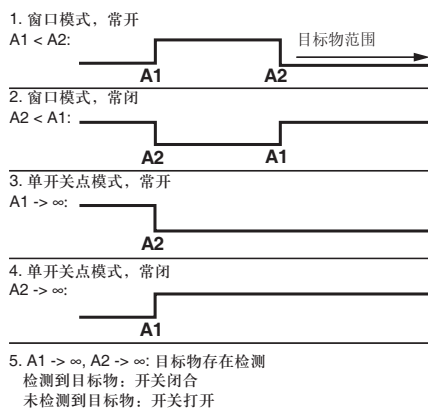 1. 窗口模式，常开
A1 < A2:
目标物范围
A1
A2
2. 窗口模式，常闭
A2 < A1:
A2
A1
3. 单开关点模式，常开
A1 -> ∞:
A2
4. 单开关点模式，常闭
A2 -> ∞:
A1
5. A1 -> ∞, A2 -> ∞: 目标物存在检测
检测到目标物：开关闭合
未检测到目标物：开关打开